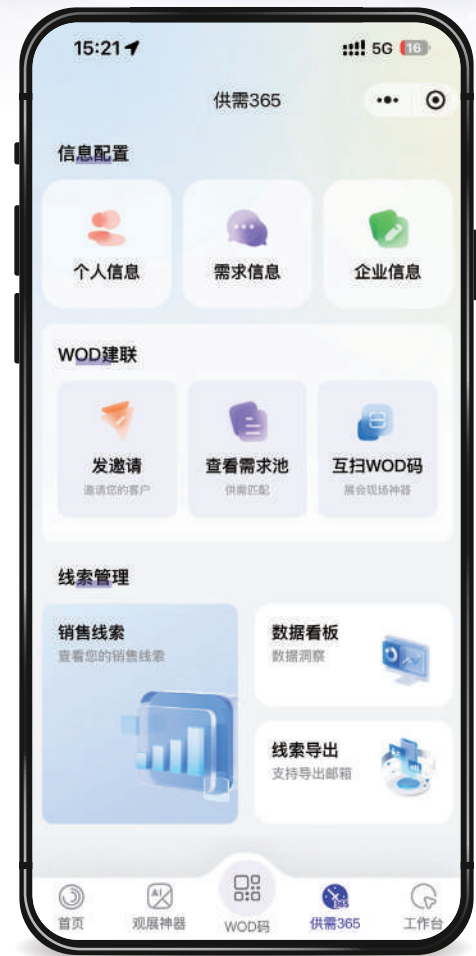 15:21
5G 16
供需365
信息配置
个人信息
需求信息
企业信息
WOD建联
发邀请
邀请您的客户
查看需求池
供需匹配
互扫WOD码
展会现场神器
线索管理
销售线索
查看您的销售线索
数据看板
数据洞察
线索导出
支持导出邮箱
首页
AI
观展神器
WOD码
365
供需365
工作台